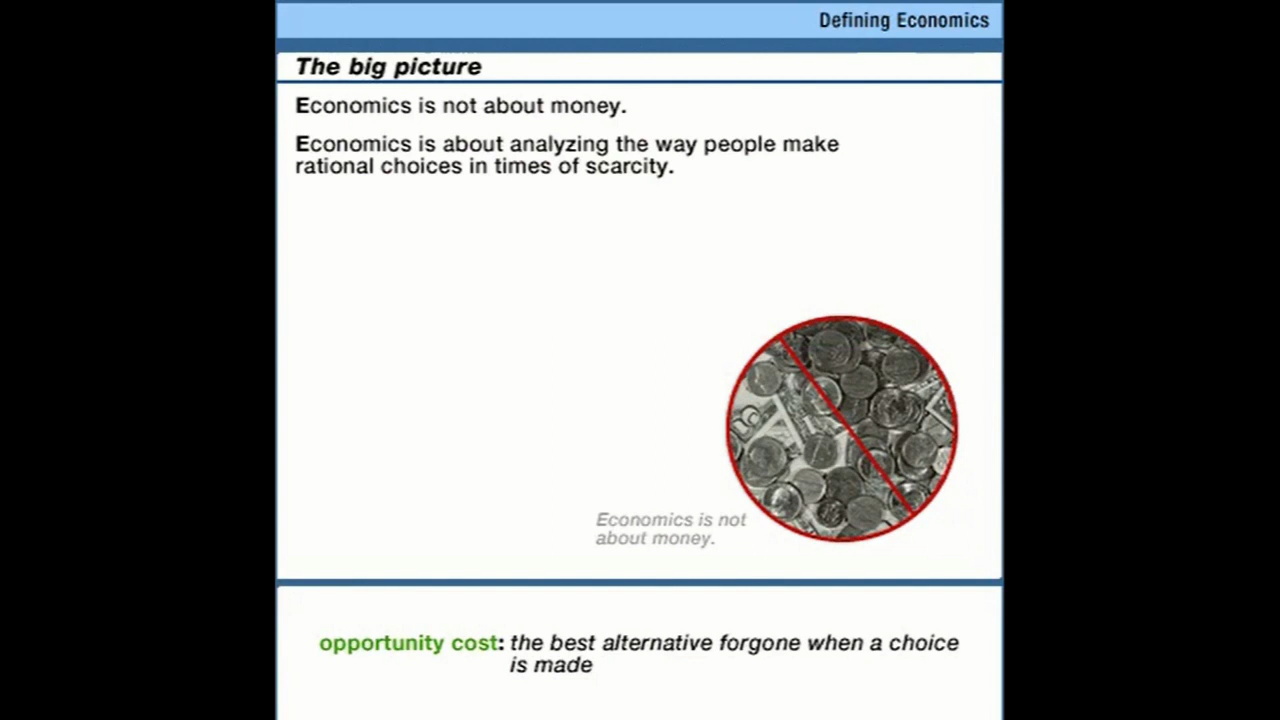 Defining Economics
The big picture
Economics is not about money.
Economics is about analyzing the way people make
rational choices in times of scarcity.
Economics is not
about money.
opportunity cost: the best alternative forgone when a choice
is made